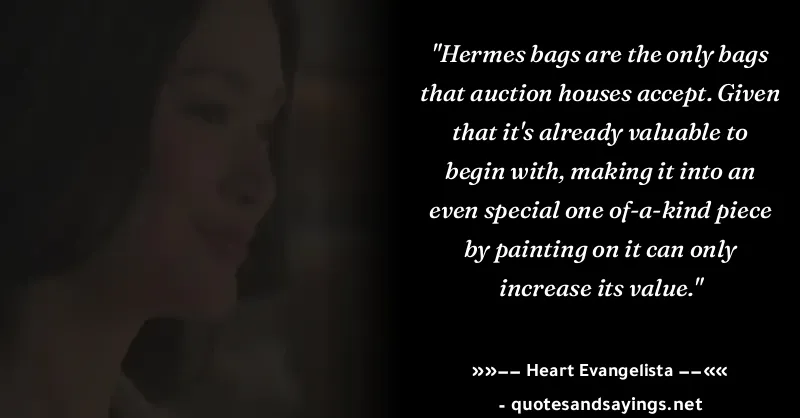 "Hermes bags are the only bags
that auction houses accept. Given
that it's already valuable to
begin with, making it into an
even special one of-a-kind piece
by painting on it can only
increase its value."
»»–– Heart Evangelista ––««
- quotesandsayings.net